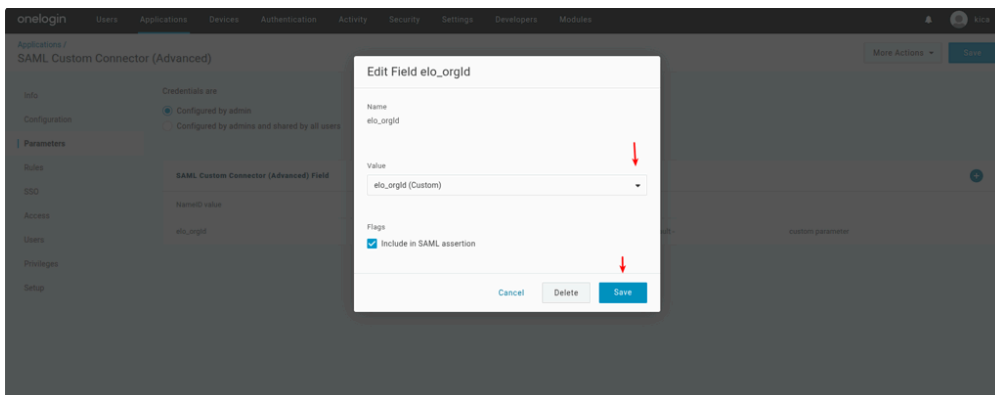 onelogin Users Applications Devices Authentication Activity Security Settings Developers Modules kica
Applications /
SAML Custom Connector (Advanced)
More Actions Save
Info
Configuration
Parameters
Rules
SSO
Access
Users
Privileges
Setup
Credentials are
Configured by admin
Configured by admins and shared by all users
SAML Custom Connector (Advanced) Field
NameID value
elo_orgId
custom parameter
Edit Field elo_orgId
Name
elo_orgId
Value
elo_orgId (Custom)
Flags
Include in SAML assertion
Cancel Delete Save